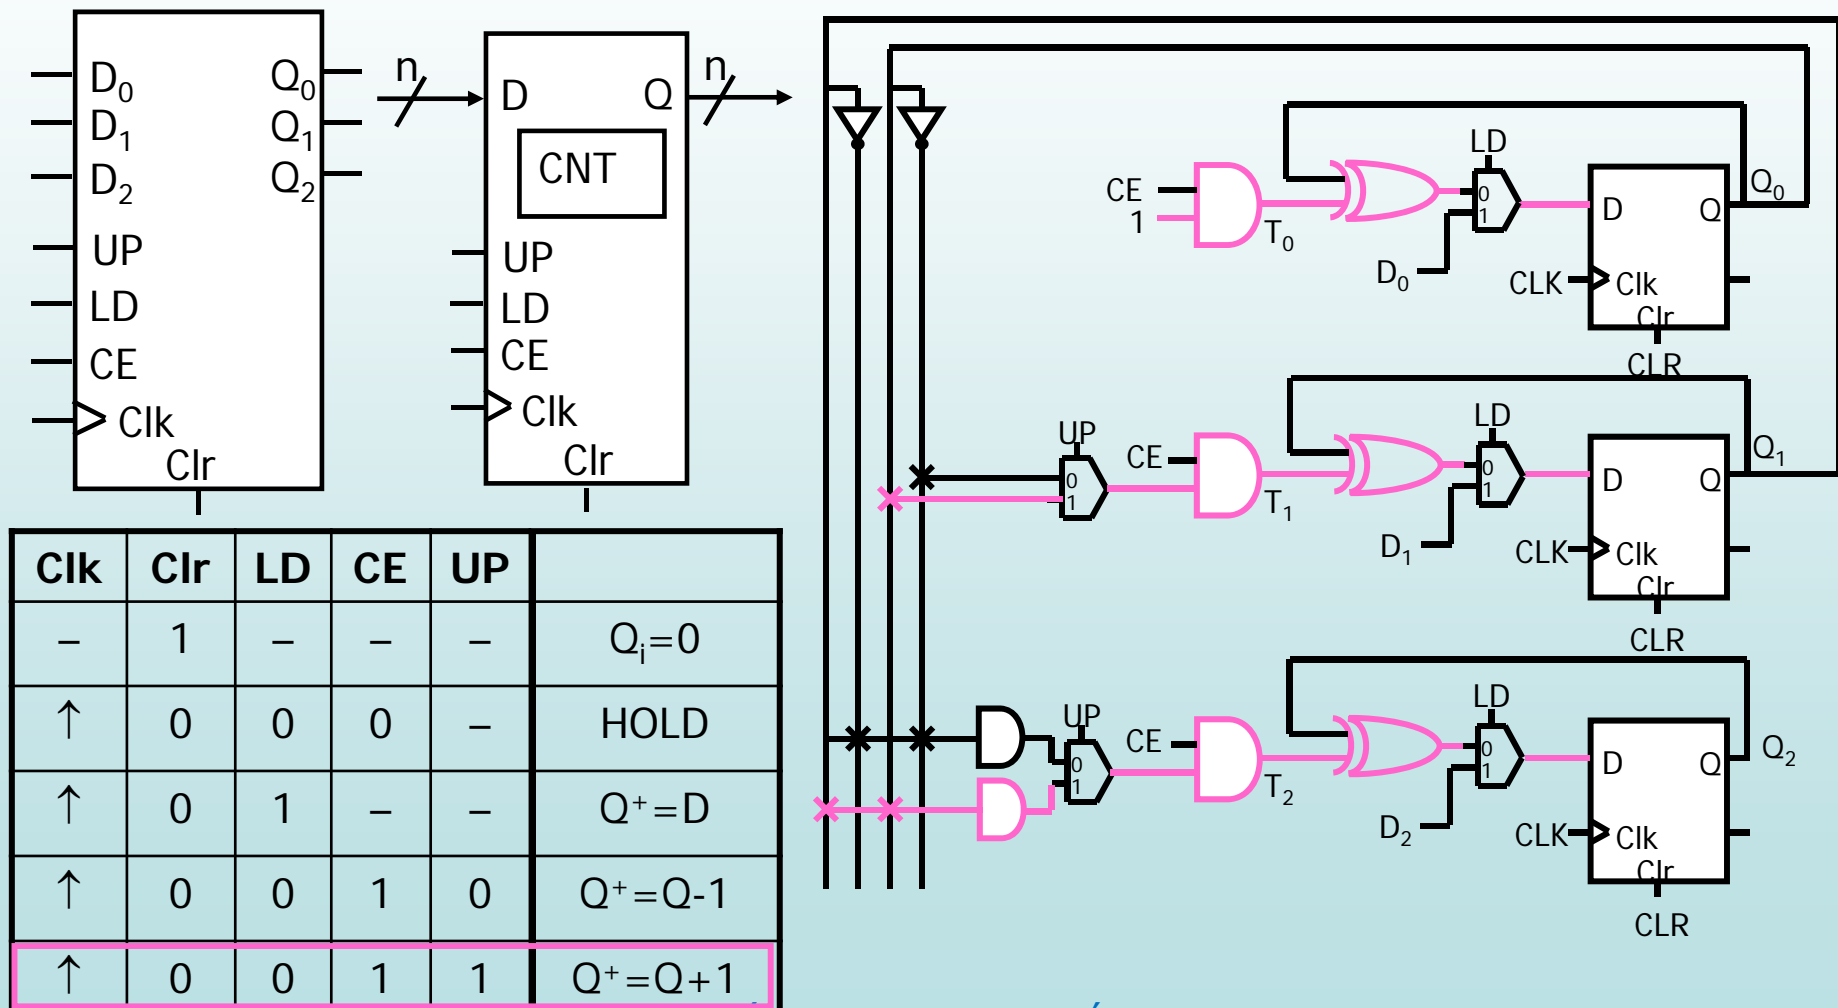 D0 Q0
D1 Q1
D2 Q2
UP
LD
CE
Clk
Clr
n n
D Q
CNT
UP
LD
CE
Clk
Clr
LD
CE
1
T0
0
1
D0
D Q
Q0
CLK Clk
Clr
CLR
UP
0
1
CE
T1
LD
0
1
D1
D Q
Q1
CLK Clk
Clr
CLR
UP
0
1
CE
T2
LD
0
1
D2
D Q
Q2
CLK Clk
Clr
CLR
Clk Clr LD CE UP
– 1 – – – Qi=0
↑ 0 0 0 – HOLD
↑ 0 1 – – Q+=D
↑ 0 0 1 0 Q+=Q-1
↑ 0 0 1 1 Q+=Q+1